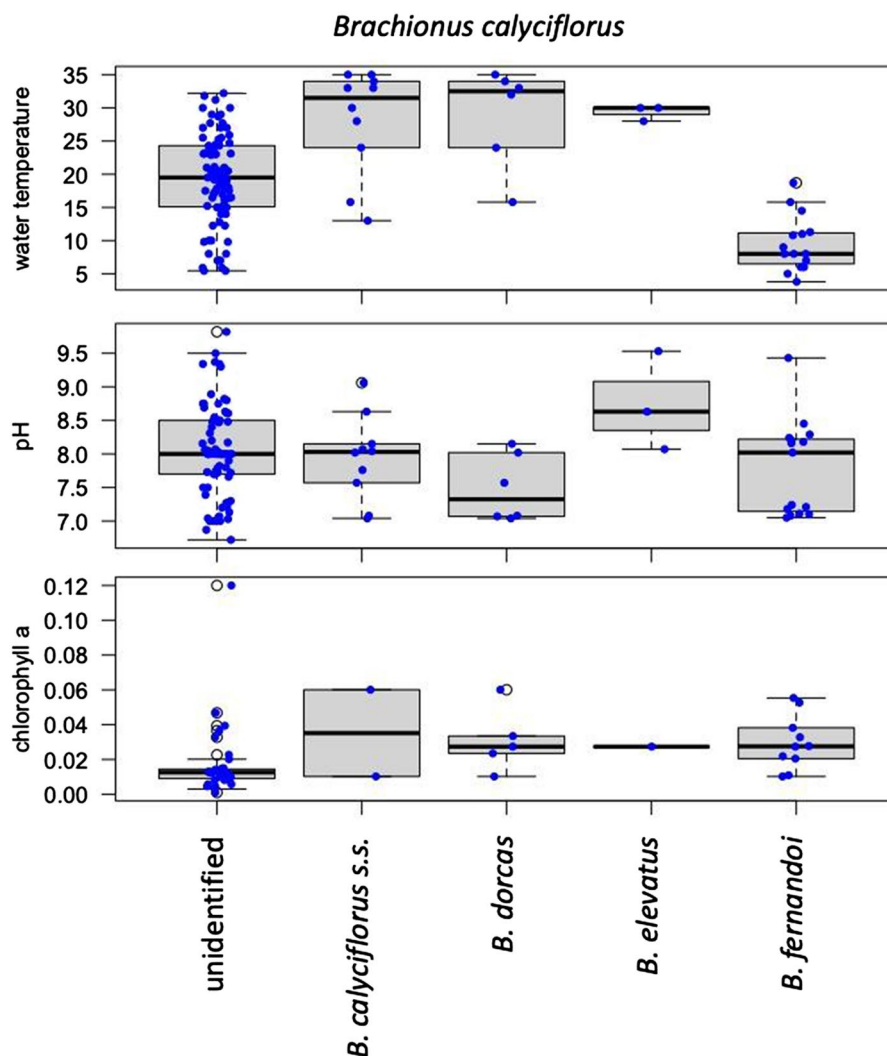 Brachionus calyciflorus
water temperature
35
30
25
20
15
10
5
pH
9.5
9.0
8.5
8.0
7.5
7.0
chlorophyll a
0.12
0.10
0.08
0.06
0.04
0.02
0.00
unidentified
B. calyciflorus s.s.
B. dorcas
B. elevatus
B. fernandoi